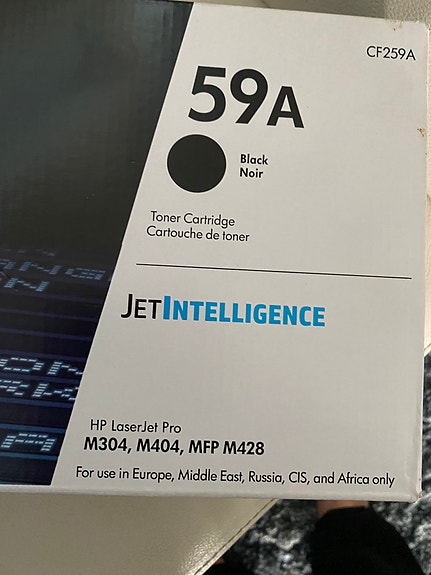 CF259A
59A
Black
Noir
Toner Cartridge
Cartouche de toner
JETINTELLIGENCE
HP LaserJet Pro
M304, M404, MFP M428
For use in Europe, Middle East, Russia, CIS, and Africa only